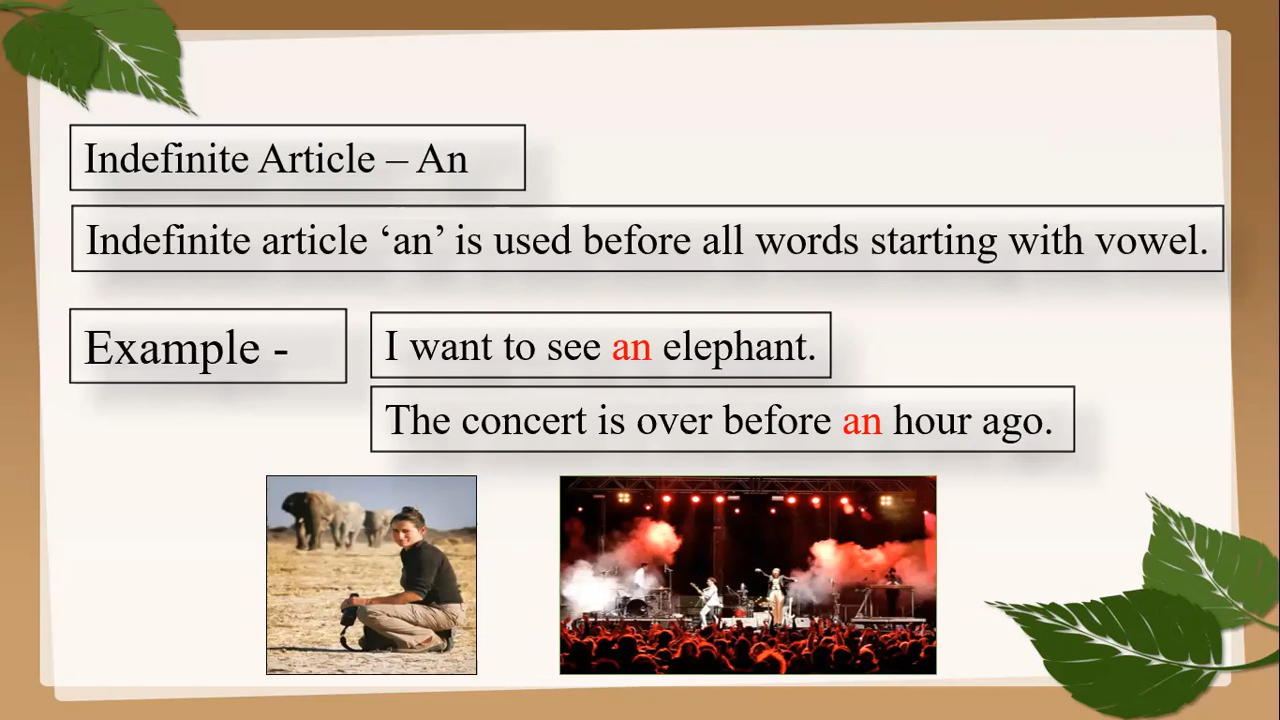 Indefinite Article – An
Indefinite article ‘an’ is used before all words starting with vowel.
Example -
I want to see an elephant.
The concert is over before an hour ago.